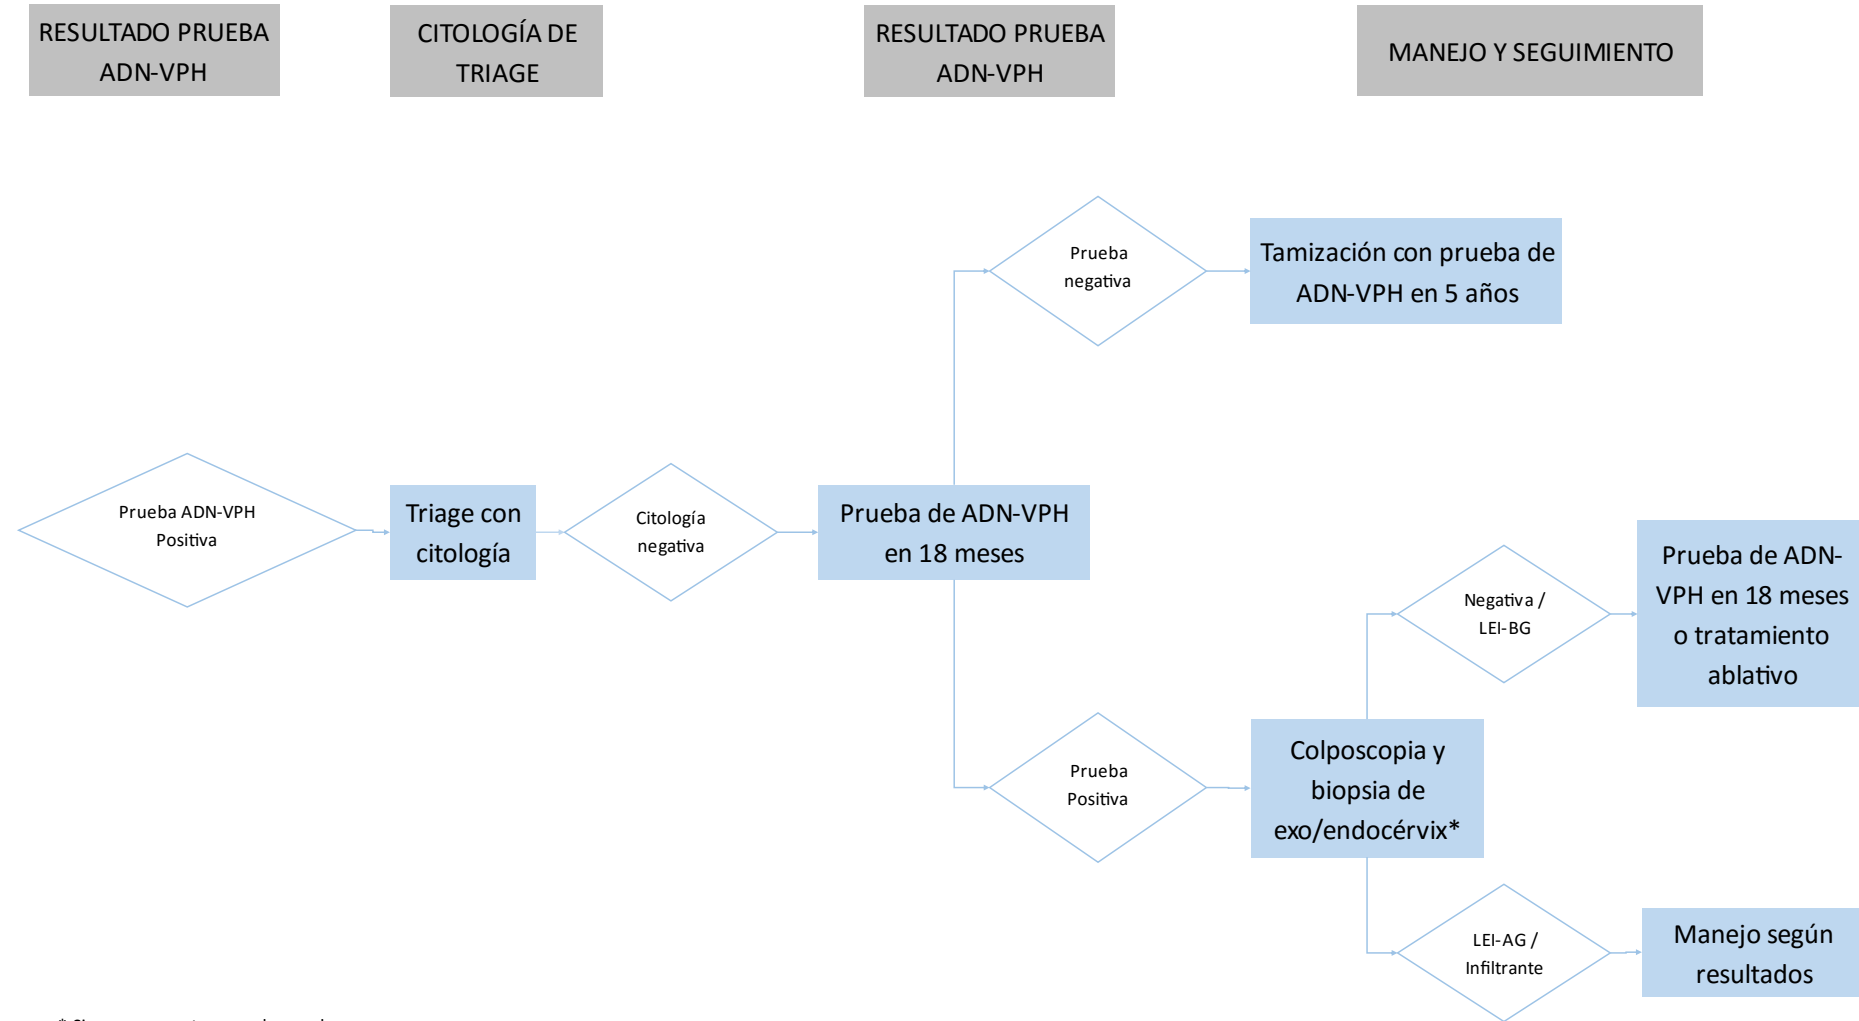 RESULTADO PRUEBA
ADN-VPH
CITOLOGÍA DE
TRIAGE
RESULTADO PRUEBA
ADN-VPH
MANEJO Y SEGUIMIENTO
Prueba
negativa
Tamización con prueba de
ADN-VPH en 5 años
Prueba ADN-VPH
Positiva
Triage con
citología
Citología
negativa
Prueba de ADN-VPH
en 18 meses
Negativa /
LEI-BG
Prueba de ADN-
VPH en 18 meses
o tratamiento
ablativo
Prueba
Positiva
Colposcopia y
biopsia de
exo/endocérvix*
LEI-AG /
Infiltrante
Manejo según
resultados